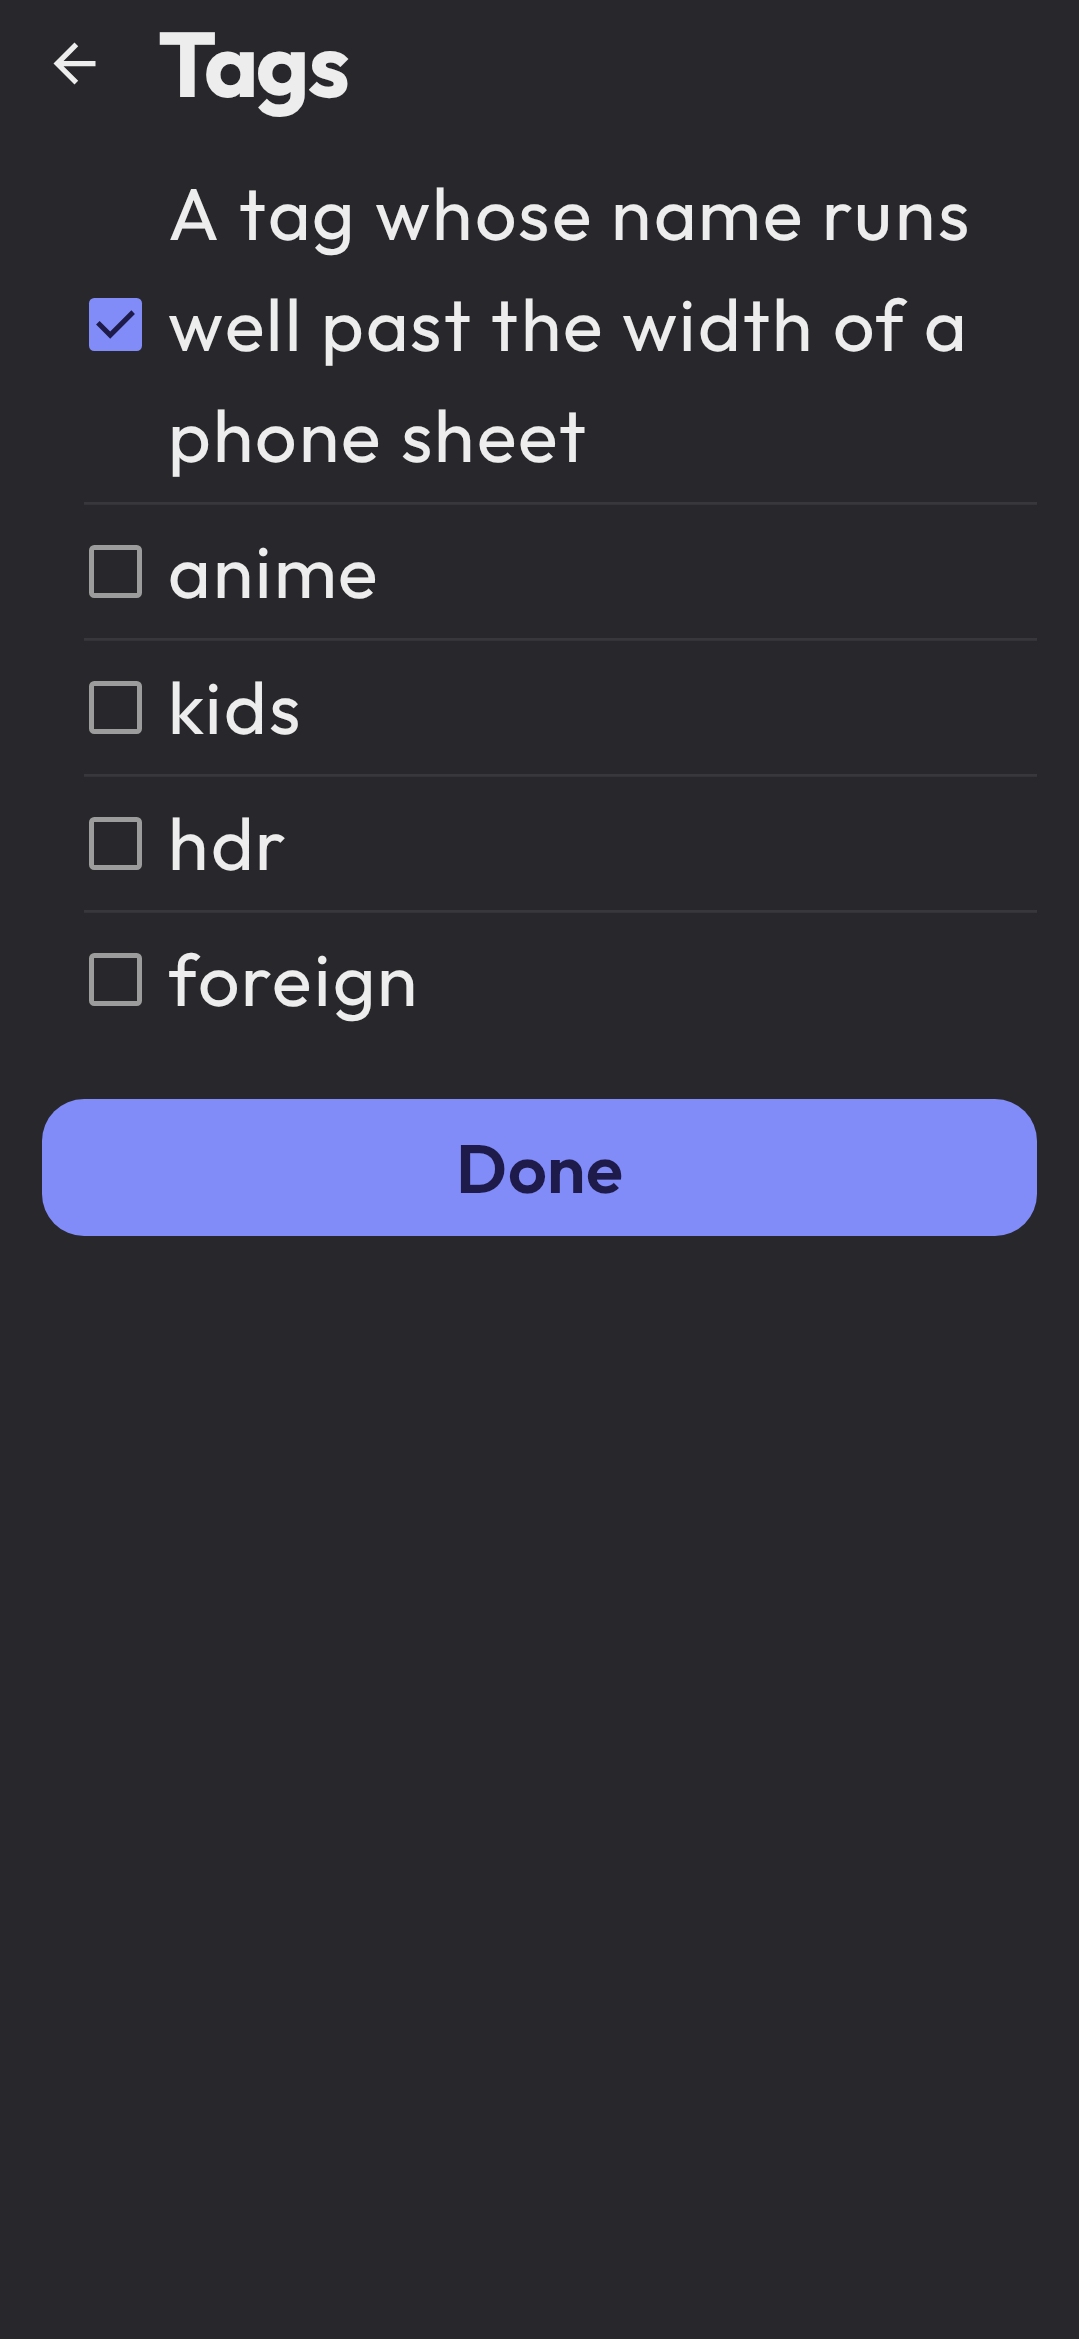 Tags
A tag whose name runs
well past the width of a
phone sheet
anime
kids
hdr
foreign
Done